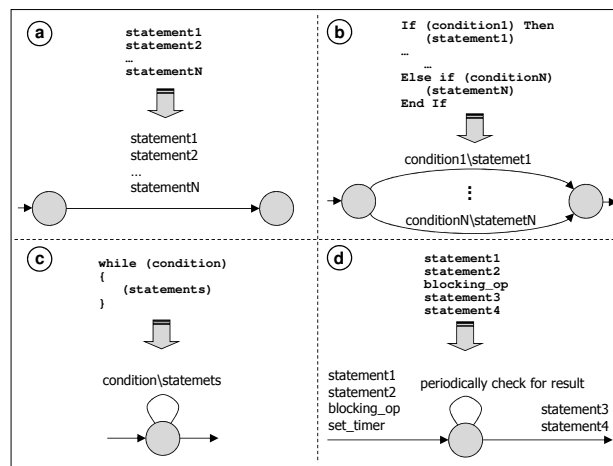 a
statement1
statement2
…
statementN
statement1
statement2
...
statementN
b
If (condition1) Then
(statement1)
…
…
Else if (conditionN)
(statementN)
End If
condition1\statemet1
⋮
conditionN\statemetN
c
while (condition)
{
(statements)
}
condition\statemets
d
statement1
statement2
blocking_op
statement3
statement4
statement1
statement2
blocking_op
set_timer
periodically check for result
statement3
statement4